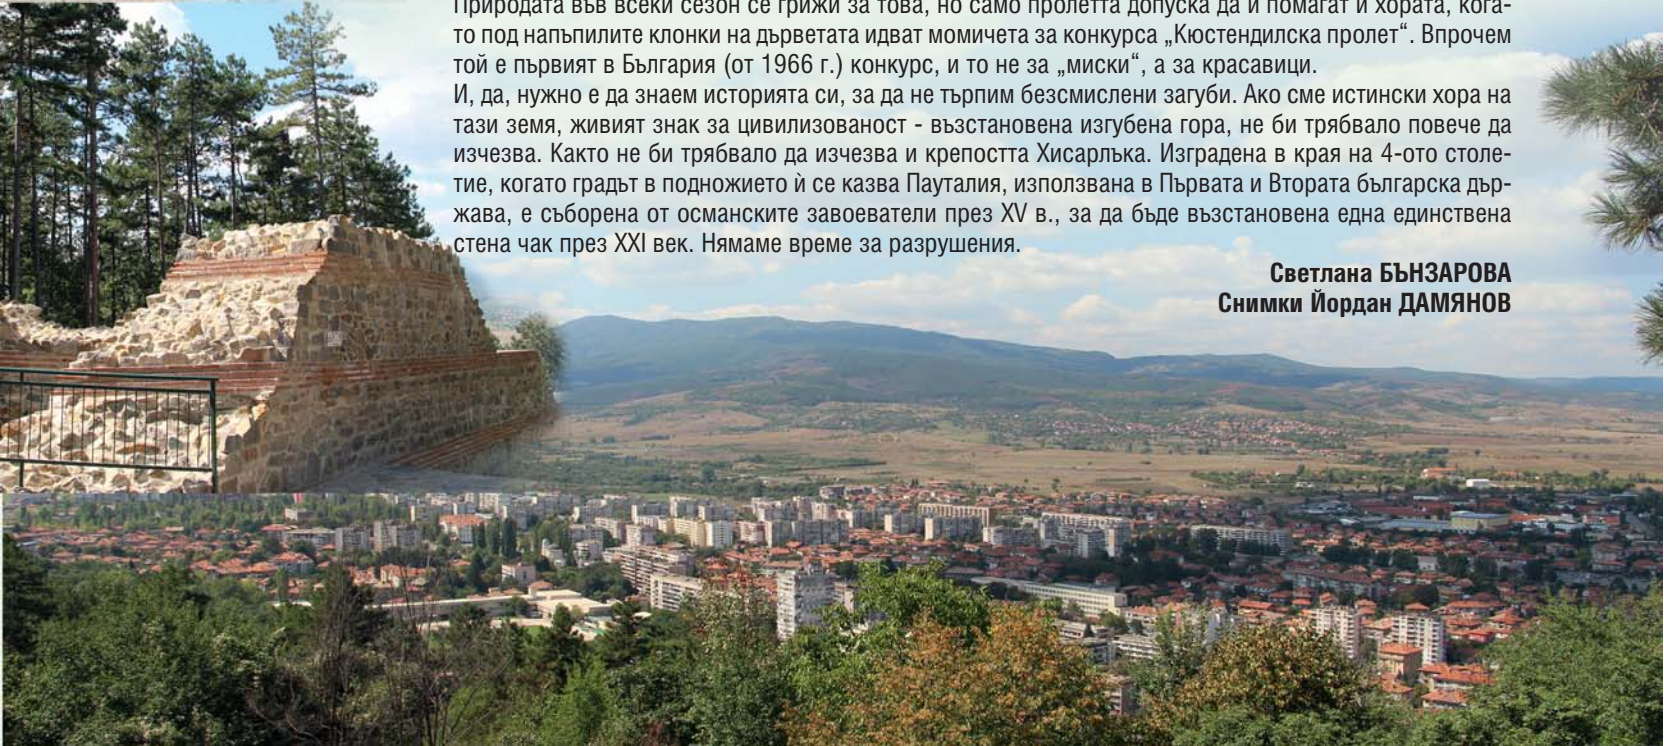 Природата във всеки сезон се грижи за това, но само пролетта допуска да ѝ помагат и хората, кога-
то под напъпилите клонки на дърветата идват момичета за конкурса „Кюстендилска пролет“. Впрочем
той е първият в България (от 1966 г.) конкурс, и то не за „миски“, а за красавици.
И, да, нужно е да знаем историята си, за да не търпим безсмислени загуби. Ако сме истински хора на
тази земя, живият знак за цивилизованост - възстановена изгубена гора, не би трябвало повече да
изчезва. Както не би трябвало да изчезва и крепостта Хисарлъка. Изградена в края на 4-ото столе-
тие, когато градът в подножието ѝ се казва Пауталия, използвана в Първата и Втората българска дър-
жава, е съборена от османските завоеватели през XV в., за да бъде възстановена една единствена
стена чак през XXI век. Нямаме време за разрушения.
Светлана БЪНЗАРОВА
Снимки Йордан ДАМЯНОВ